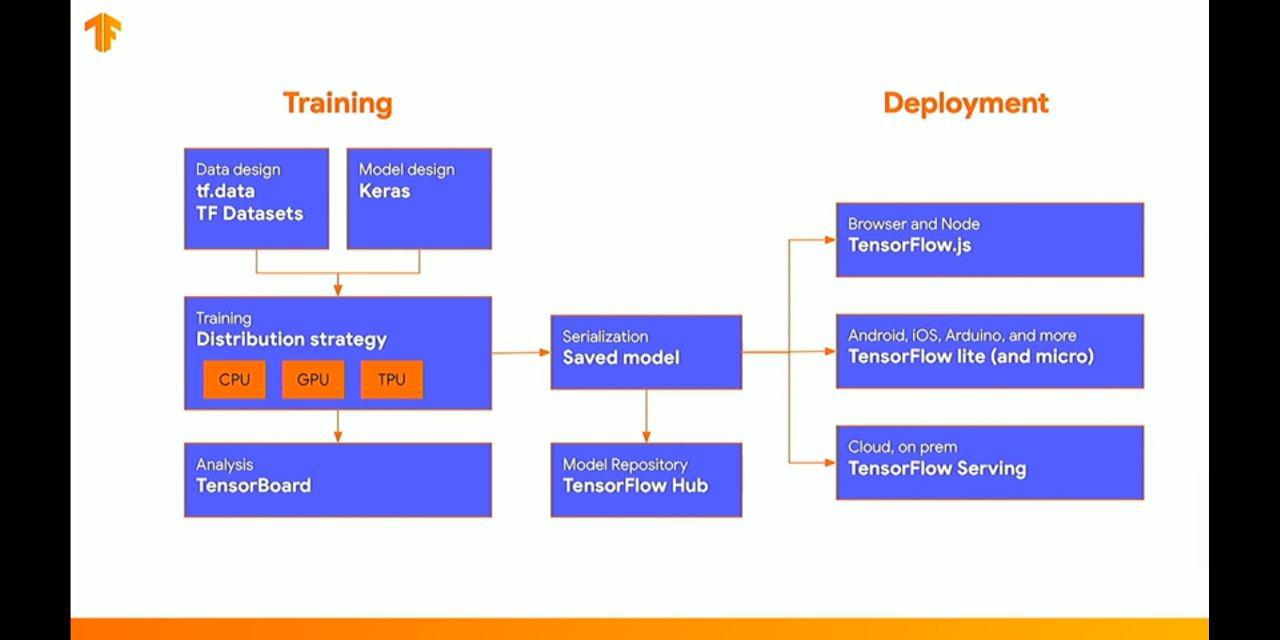 Training
Deployment
Data design
tf.data
TF Datasets
Model design
Keras
Training
Distribution strategy
CPU
GPU
TPU
Analysis
TensorBoard
Serialization
Saved model
Model Repository
TensorFlow Hub
Browser and Node
TensorFlow.js
Android, iOS, Arduino, and more
TensorFlow lite (and micro)
Cloud, on prem
TensorFlow Serving